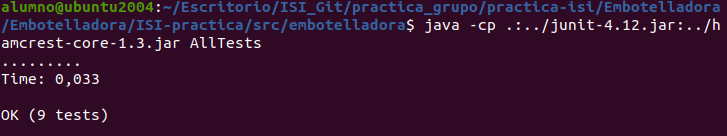 alumno@ubuntu2004:~/Escritorio/ISI_Git/practica_grupo/practica-isi/Embotelladora
/Embotelladora/ISI-practica/src/embotelladora$ java -cp .:../junit-4.12.jar:../h
amcrest-core-1.3.jar AllTests
.........
Time: 0,033
OK (9 tests)